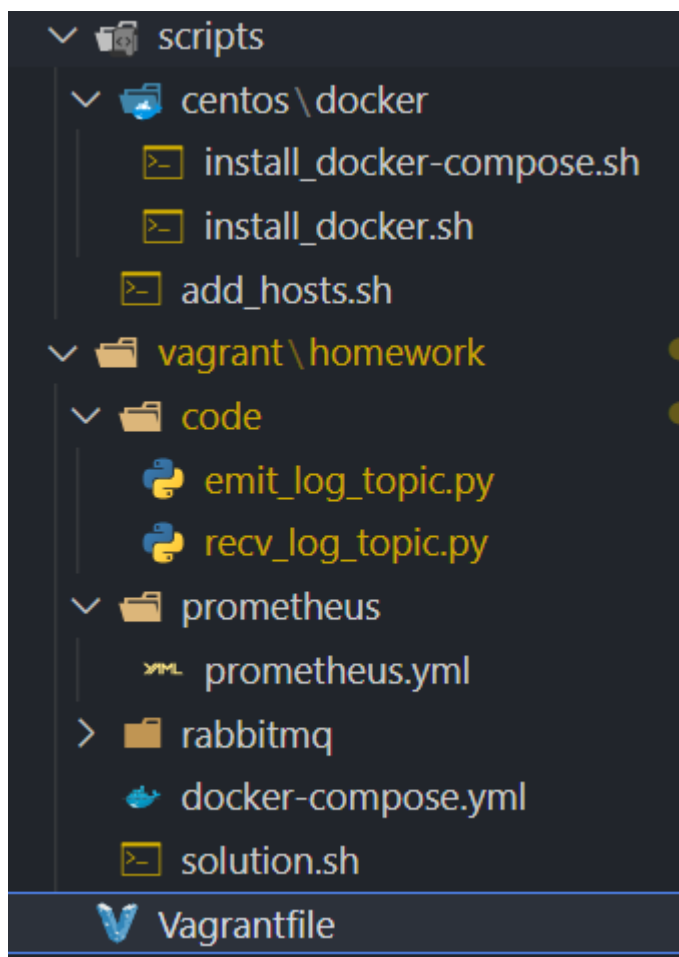 scripts
centos\docker
install_docker-compose.sh
install_docker.sh
add_hosts.sh
vagrant\homework
code
emit_log_topic.py
recv_log_topic.py
prometheus
YAML prometheus.yml
rabbitmq
docker-compose.yml
solution.sh
Vagrantfile